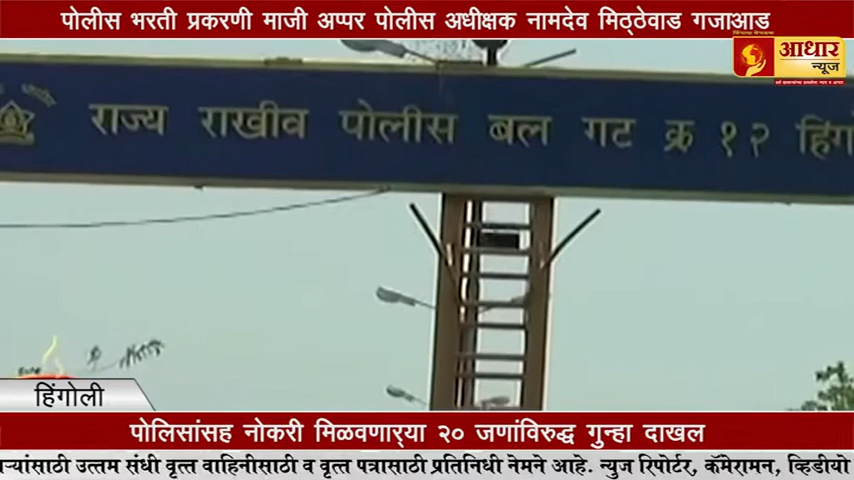 पोलीस भरती प्रकरणी माजी अप्पर पोलीस अधीक्षक नामदेव मिठ्ठेवाड गजाआड
आधार
न्यूज
राज्य राखीव पोलीस बल गट क्र १२
हिंगोली
पोलिसांसह नोकरी मिळवणाऱ्या २० जणांविरुद्ध गुन्हा दाखल
ऱ्यांसाठी उत्तम संधी वृत्त वाहिनीसाठी व वृत्त पत्रासाठी प्रतिनिधी नेमने आहे. न्युज रिपोर्टर, कॅमेरामन, व्हिडीयो